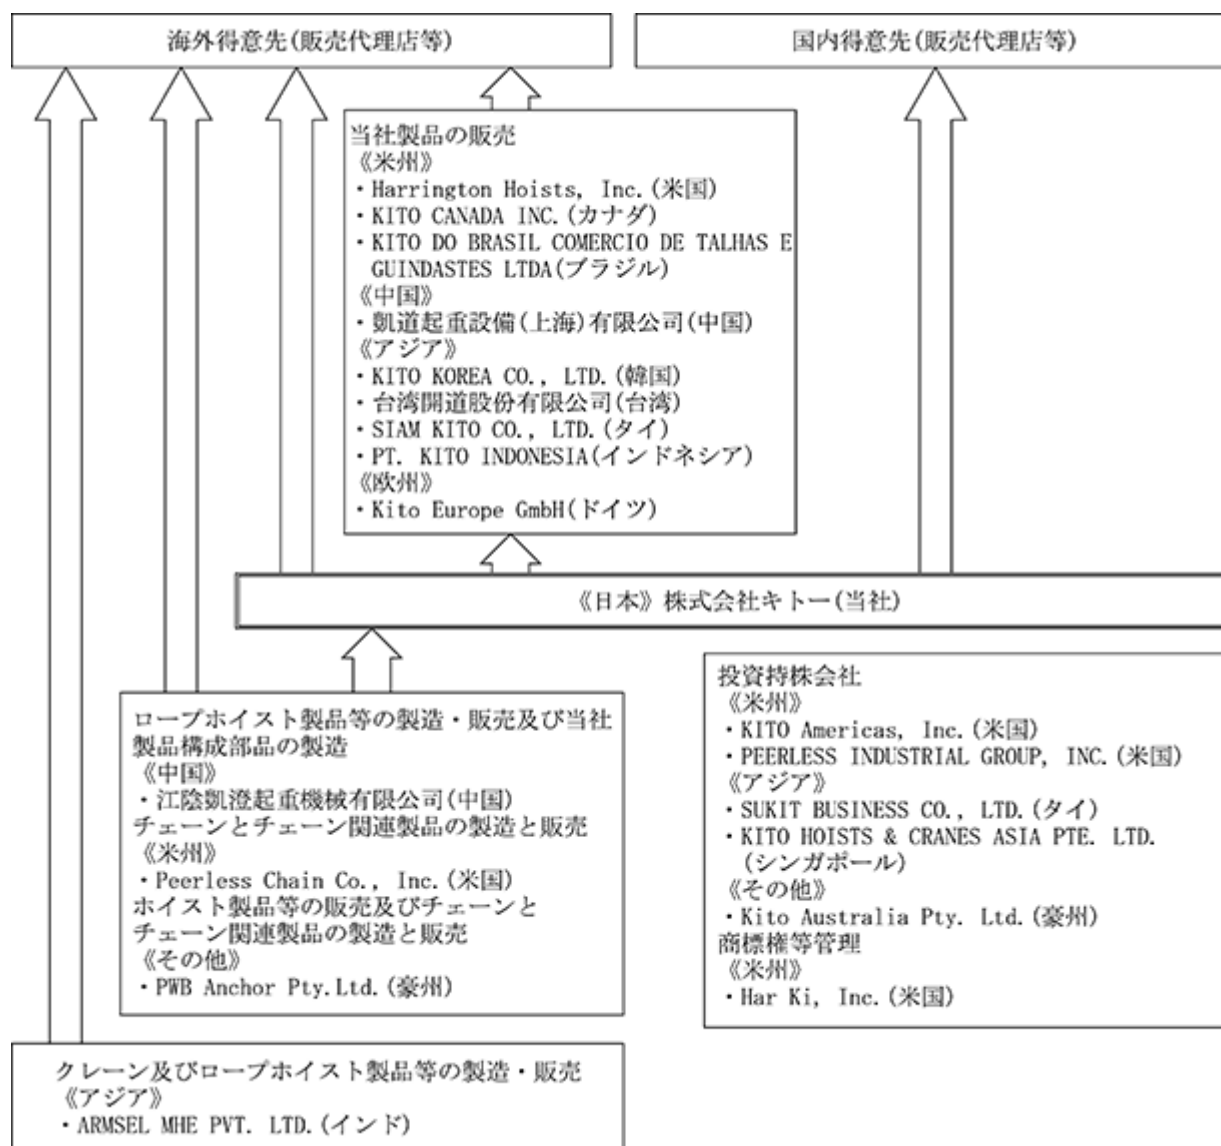 海外得意先(販売代理店等)
国内得意先(販売代理店等)
当社製品の販売
《米州》
・Harrington Hoists, Inc.(米国)
・KITO CANADA INC.(カナダ)
・KITO DO BRASIL COMERCIO DE TALHAS E
GUINDASTES LTDA(ブラジル)
《中国》
・凱道起重設備(上海)有限公司(中国)
《アジア》
・KITO KOREA CO., LTD.(韓国)
・台湾開道股份有限公司(台湾)
・SIAM KITO CO., LTD.(タイ)
・PT. KITO INDONESIA(インドネシア)
《欧州》
・Kito Europe GmbH(ドイツ)
《日本》株式会社キトー(当社)
ロープホイスト製品等の製造・販売及び当社
製品構成部品の製造
《中国》
・江陰凱澄起重機械有限公司(中国)
チェーンとチェーン関連製品の製造と販売
《米州》
・Peerless Chain Co., Inc.(米国)
ホイスト製品等の販売及びチェーンと
チェーン関連製品の製造と販売
《その他》
・PWB Anchor Pty.Ltd.(豪州)
投資持株会社
《米州》
・KITO Americas, Inc.(米国)
・PEERLESS INDUSTRIAL GROUP, INC.(米国)
《アジア》
・SUKIT BUSINESS CO., LTD.(タイ)
・KITO HOISTS & CRANES ASIA PTE. LTD.
(シンガポール)
《その他》
・Kito Australia Pty. Ltd.(豪州)
商標権等管理
《米州》
・Har Ki, Inc.(米国)
クレーン及びロープホイスト製品等の製造・販売
《アジア》
・ARMSEL MHE PVT. LTD.(インド)